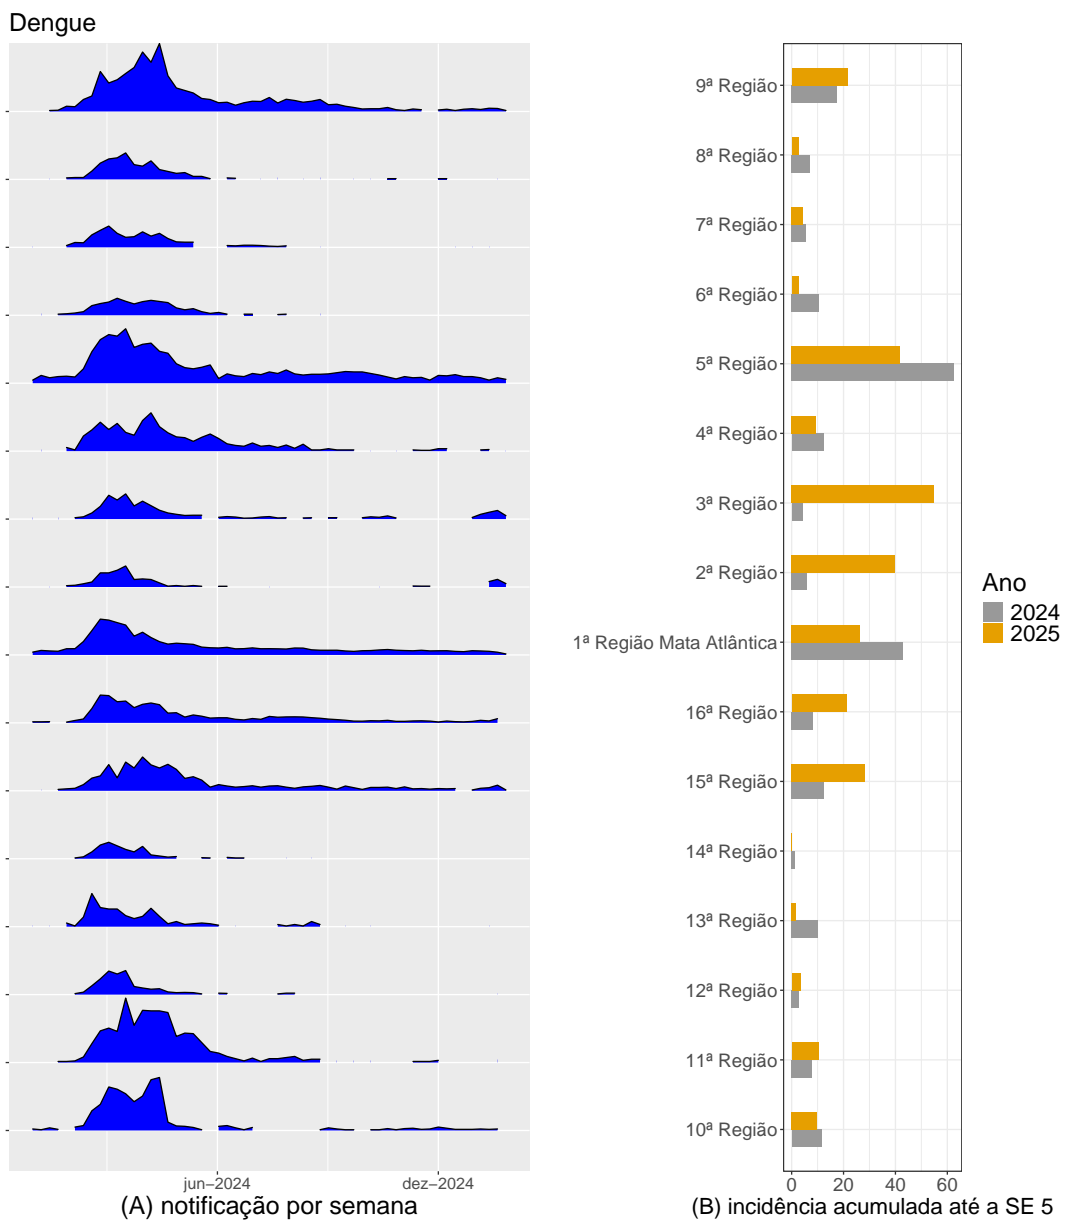 Dengue
9ª Região
8ª Região
7ª Região
6ª Região
5ª Região
4ª Região
3ª Região
2ª Região
1ª Região Mata Atlântica
16ª Região
15ª Região
14ª Região
13ª Região
12ª Região
11ª Região
10ª Região
Ano
2024
2025
jun–2024 dez–2024
0 20 40 60
(A) notificação por semana
(B) incidência acumulada até a SE 5